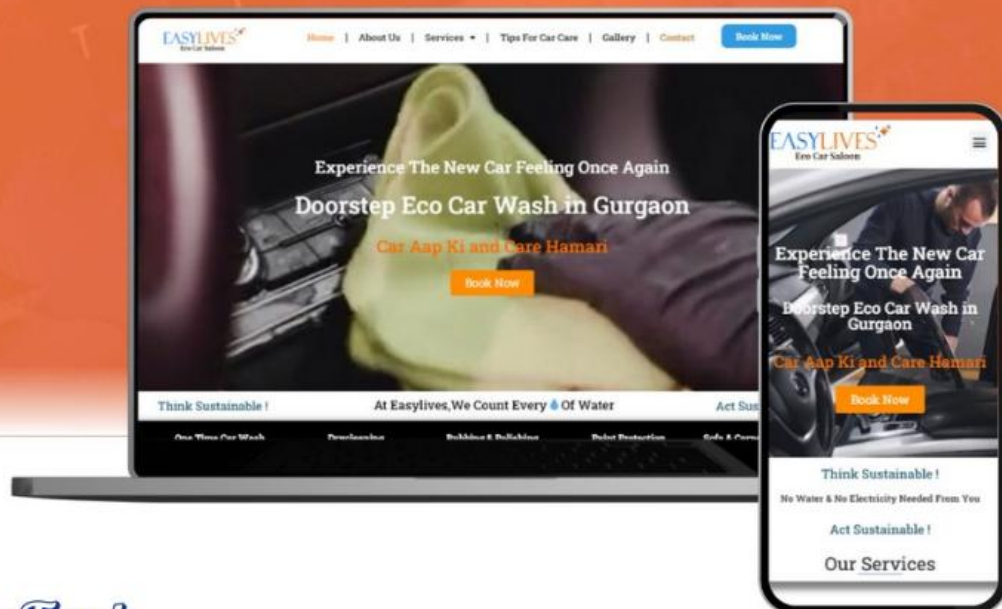 EASYLIVES
Eco Car Saloon
Home | About Us | Services | Tips For Car Care | Gallery | Contact
Book Now
Experience The New Car Feeling Once Again
Doorstep Eco Car Wash in Gurgaon
Car Aap Ki and Care Hamari
Book Now
Think Sustainable !
At Easylives,We Count Every 💧 Of Water
Act Sus
One Time Car Wash
Drycleaning
Rubbing & Polishing
Paint Protection
EASYLIVES
Eco Car Saloon
Experience The New Car
Feeling Once Again
Doorstep Eco Car Wash in
Gurgaon
Car Aap Ki and Care Hamari
Book Now
Think Sustainable !
No Water & No Electricity Needed From You
Act Sustainable !
Our Services